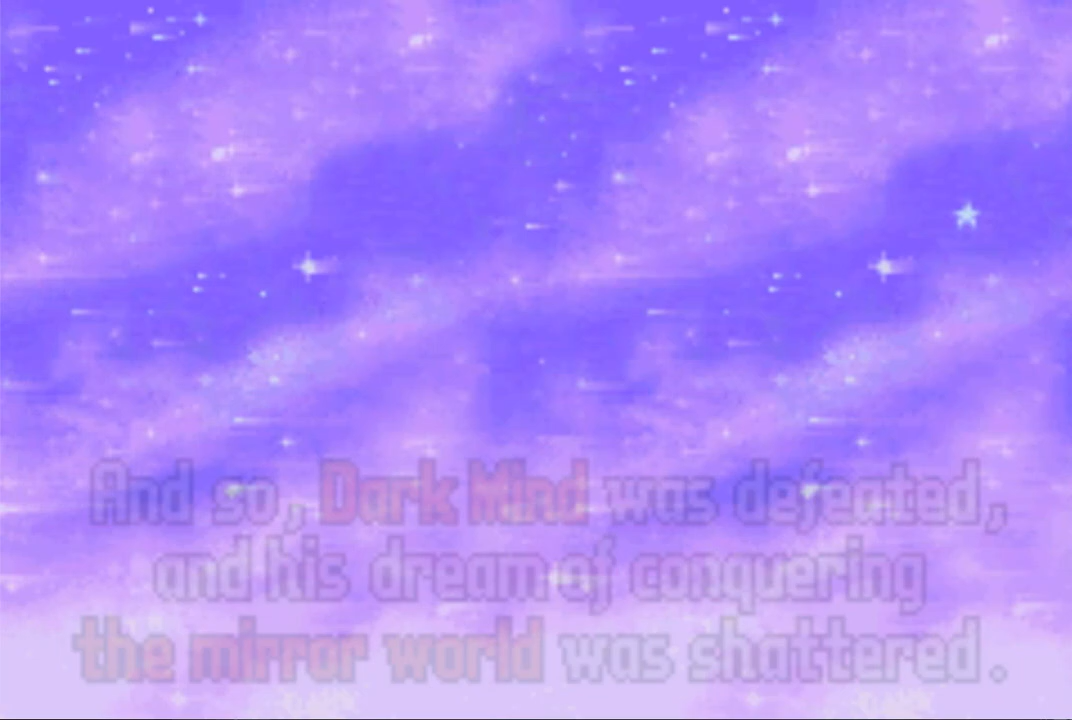 And so, Dark Mind was defeated,
and his dream of conquering
the mirror world was shattered.